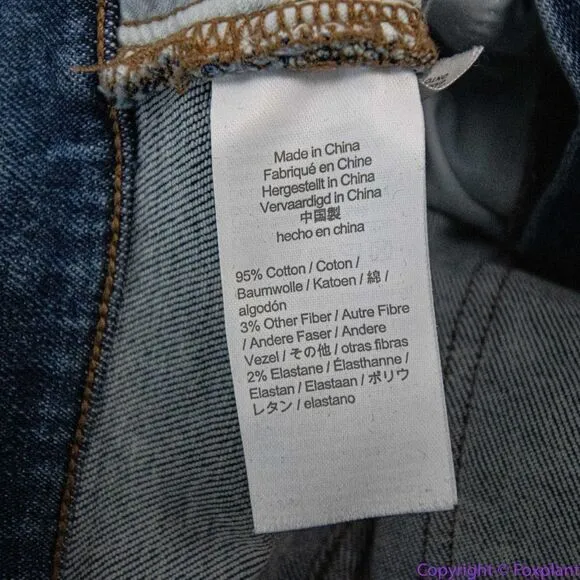 Made in China
Fabriqué en Chine
Hergestellt in China
Vervaardigd in China
中国製
hecho en china
95% Cotton / Coton /
Baumwolle / Katoen / 綿 /
algodón
3% Other Fiber / Autre Fibre
/ Andere Faser / Andere
Vezel / その他 / otras fibras
2% Elastane / Élasthanne /
Elastan / Elastaan / ポリウ
レタン / elastano
Copyright © Foxplant